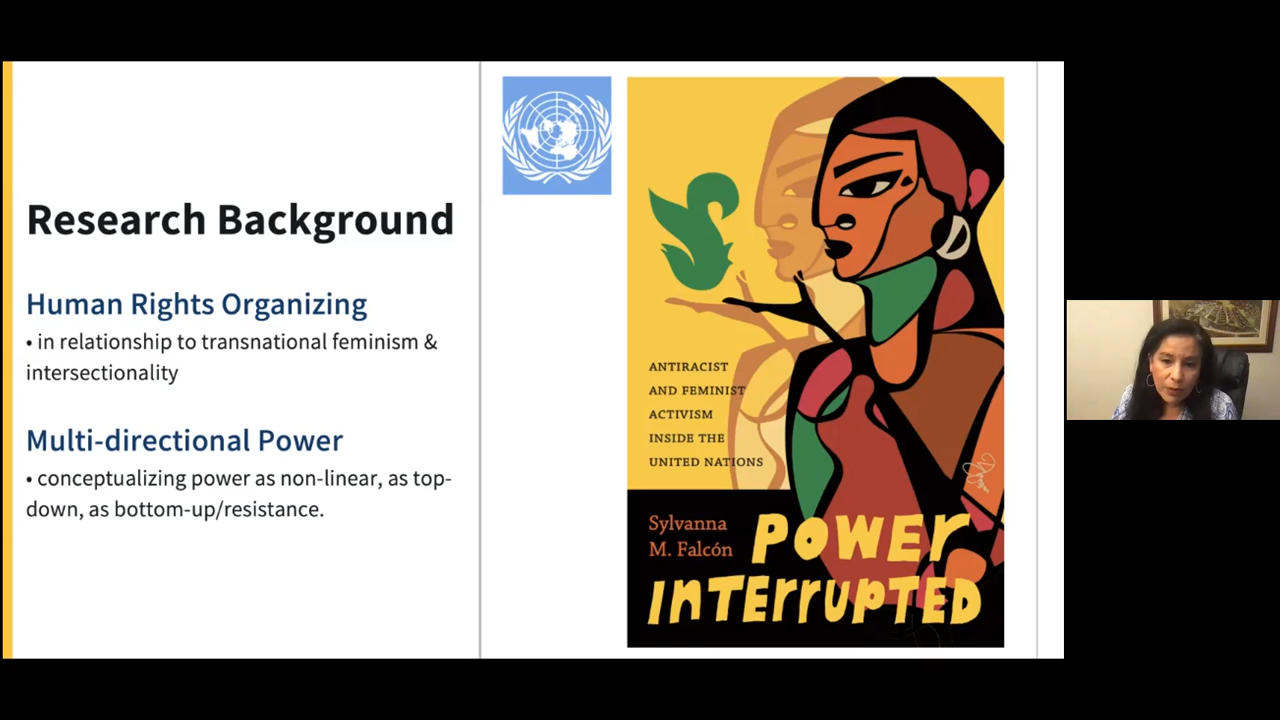 Research Background
Human Rights Organizing
• in relationship to transnational feminism &
intersectionality
Multi-directional Power
• conceptualizing power as non-linear, as top-
down, as bottom-up/resistance.
ANTIRACIST
AND FEMINIST
ACTIVISM
INSIDE THE
UNITED NATIONS
Sylvanna
M. Falcón
POWER
INTERRUPTED